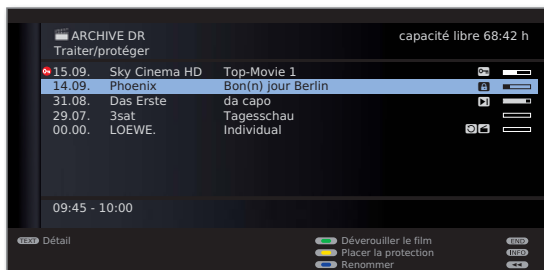 ARCHIVE DR capacité libre 68:42 h
Traiter/protéger
15.09. Sky Cinema HD Top-Movie 1
14.09. Phoenix Bon(n) jour Berlin
31.08. Das Erste da capo
29.07. 3sat Tagesschau
00.00. LOEWE. Individual
09:45 - 10:00
TEXT Détail Déverouiller le film END
Placer la protection INFO
Renommer